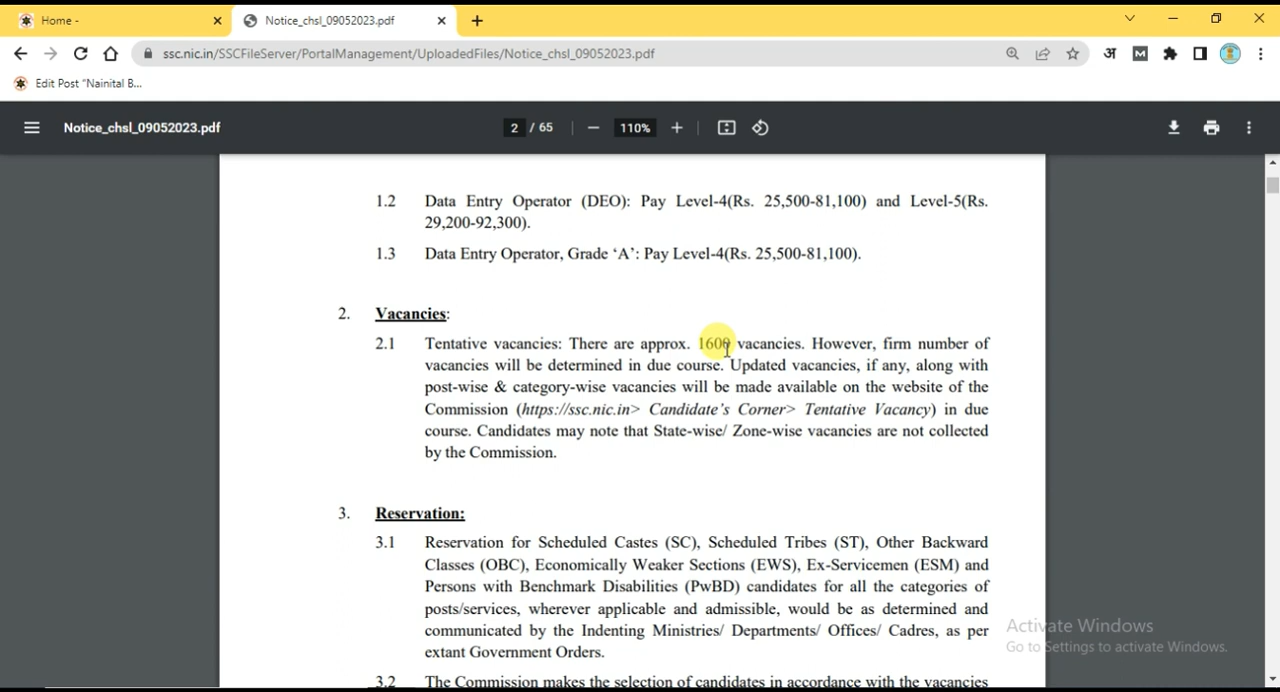 Home -
Notice_chsl_09052023.pdf
ssc.nic.in/SSCFileServer/PortalManagement/UploadedFiles/Notice_chsl_09052023.pdf
अ
M
Edit Post "Nainital B...
Notice_chsl_09052023.pdf
2 / 65
110%
1.2 Data Entry Operator (DEO): Pay Level-4(Rs. 25,500-81,100) and Level-5(Rs.
29,200-92,300).
1.3 Data Entry Operator, Grade ‘A’: Pay Level-4(Rs. 25,500-81,100).
2. Vacancies:
2.1 Tentative vacancies: There are approx. 1600 vacancies. However, firm number of
vacancies will be determined in due course. Updated vacancies, if any, along with
post-wise & category-wise vacancies will be made available on the website of the
Commission (https://ssc.nic.in> Candidate’s Corner> Tentative Vacancy) in due
course. Candidates may note that State-wise/ Zone-wise vacancies are not collected
by the Commission.
3. Reservation:
3.1 Reservation for Scheduled Castes (SC), Scheduled Tribes (ST), Other Backward
Classes (OBC), Economically Weaker Sections (EWS), Ex-Servicemen (ESM) and
Persons with Benchmark Disabilities (PwBD) candidates for all the categories of
posts/services, wherever applicable and admissible, would be as determined and
communicated by the Indenting Ministries/ Departments/ Offices/ Cadres, as per
extant Government Orders.
3.2 The Commission makes the selection of candidates in accordance with the vacancies
Activate Windows
Go to Settings to activate Windows.